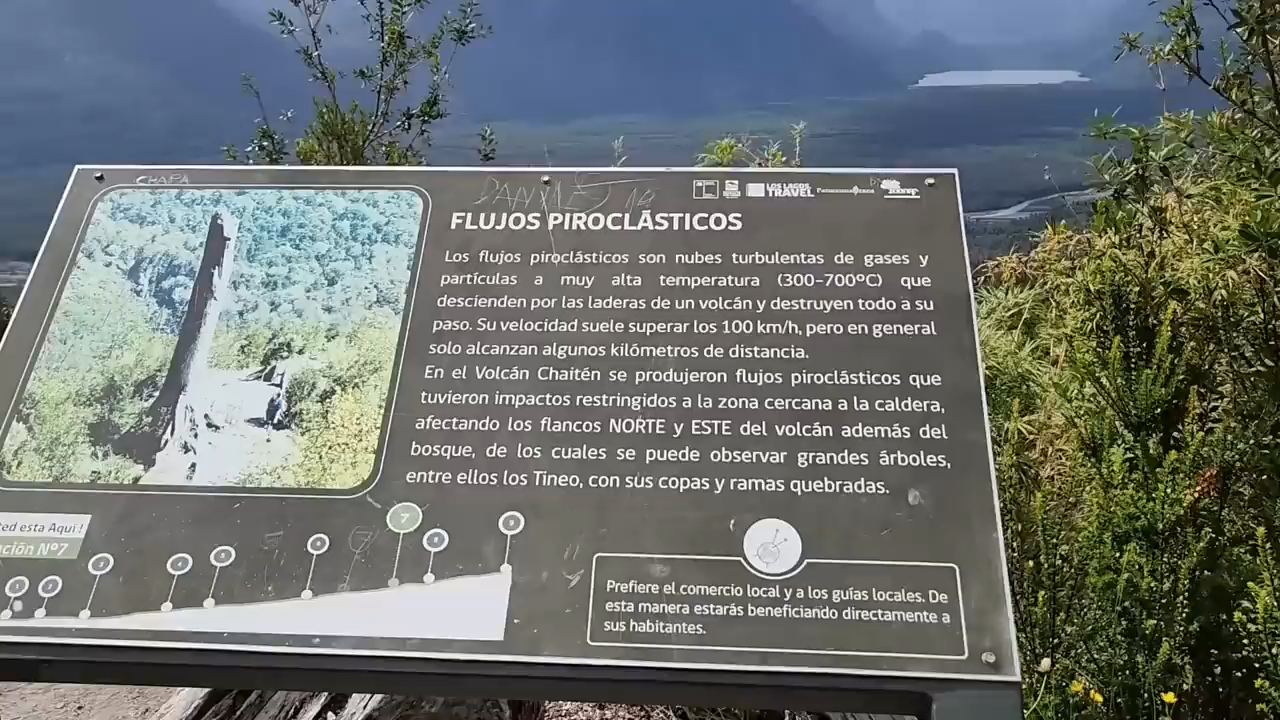 CHAPA
LOS LAGOS
TRAVEL
FLUJOS PIROCLÁSTICOS
Los flujos piroclásticos son nubes turbulentas de gases y
partículas a muy alta temperatura (300-700ºC) que
descienden por las laderas de un volcán y destruyen todo a su
paso. Su velocidad suele superar los 100 km/h, pero en general
solo alcanzan algunos kilómetros de distancia.
En el Volcán Chaitén se produjeron flujos piroclásticos que
tuvieron impactos restringidos a la zona cercana a la caldera,
afectando los flancos NORTE y ESTE del volcán además del
bosque, de los cuales se puede observar grandes árboles,
entre ellos los Tineo, con sus copas y ramas quebradas.
ted esta Aqui !
ción Nº7
7
8
9
Prefiere el comercio local y a los guías locales. De
esta manera estarás beneficiando directamente a
sus habitantes.